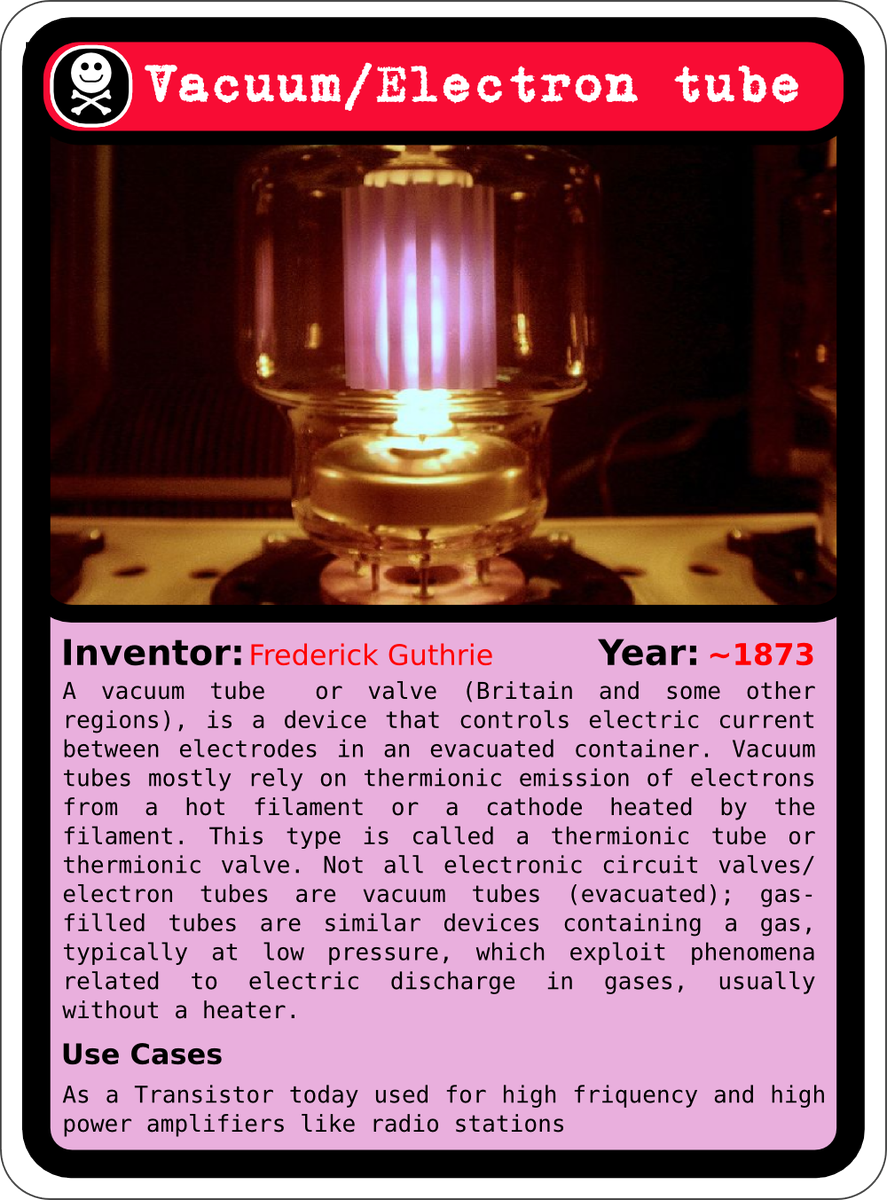 Vacuum/Electron tube
Inventor: Frederick Guthrie Year: ~1873
A vacuum tube or valve (Britain and some other
regions), is a device that controls electric current
between electrodes in an evacuated container. Vacuum
tubes mostly rely on thermionic emission of electrons
from a hot filament or a cathode heated by the
filament. This type is called a thermionic tube or
thermionic valve. Not all electronic circuit valves/
electron tubes are vacuum tubes (evacuated); gas-
filled tubes are similar devices containing a gas,
typically at low pressure, which exploit phenomena
related to electric discharge in gases, usually
without a heater.
Use Cases
As a Transistor today used for high friquency and high
power amplifiers like radio stations